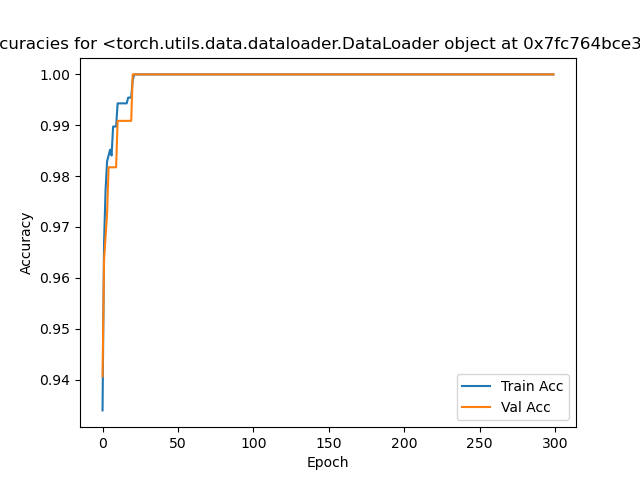 curacies for <torch.utils.data.dataloader.DataLoader object at 0x7fc764bce3
1.00
0.99
0.98
0.97
0.96
0.95
0.94
Accuracy
Train Acc
Val Acc
0 50 100 150 200 250 300
Epoch